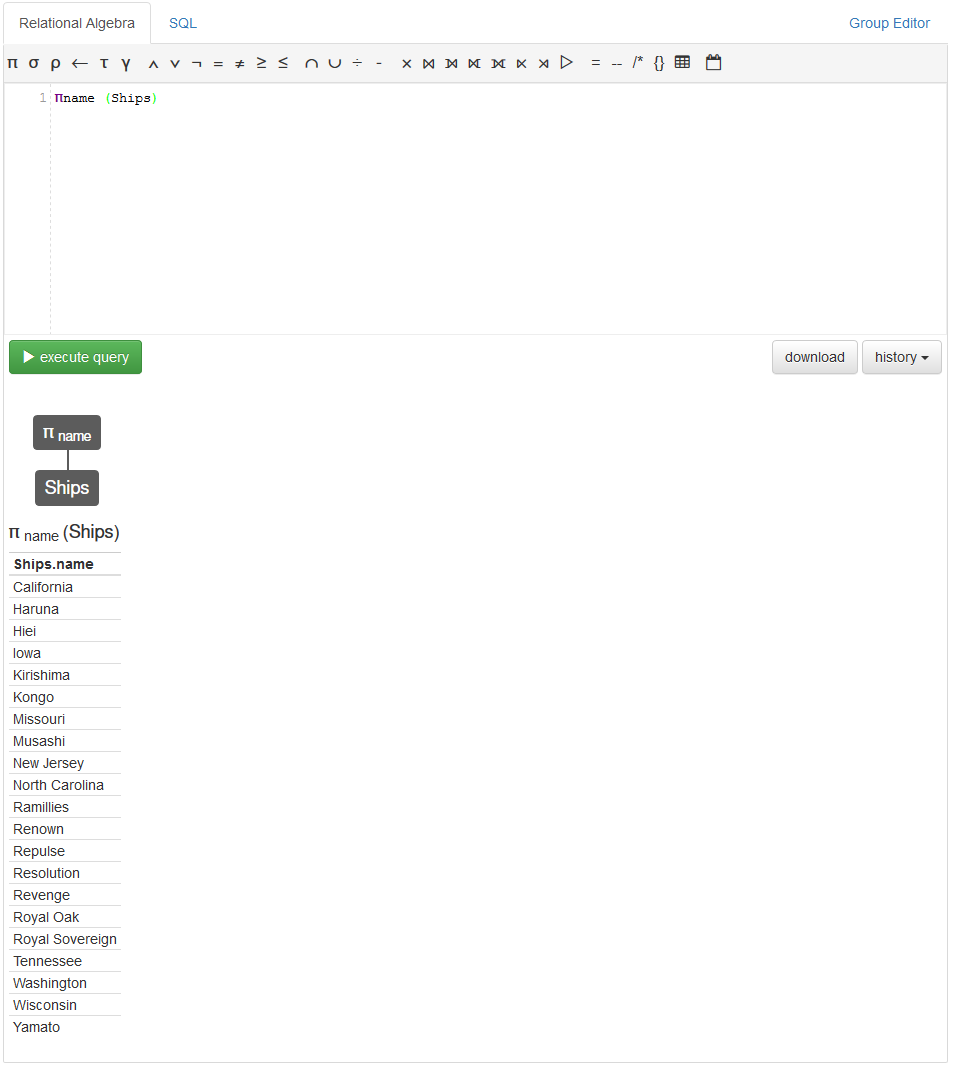 Relational Algebra SQL Group Editor
π σ ρ ← τ γ ∧ ∨ ¬ = ≠ ≥ ≤ ∩ ∪ ÷ - × ⋈ ⟕ ⟖ ⟗ ⋉ ⋊ ▷ = -- /* {}
1 πname (Ships)
execute query download history
π name
Ships
π name (Ships)
Ships.name
California
Haruna
Hiei
Iowa
Kirishima
Kongo
Missouri
Musashi
New Jersey
North Carolina
Ramillies
Renown
Repulse
Resolution
Revenge
Royal Oak
Royal Sovereign
Tennessee
Washington
Wisconsin
Yamato